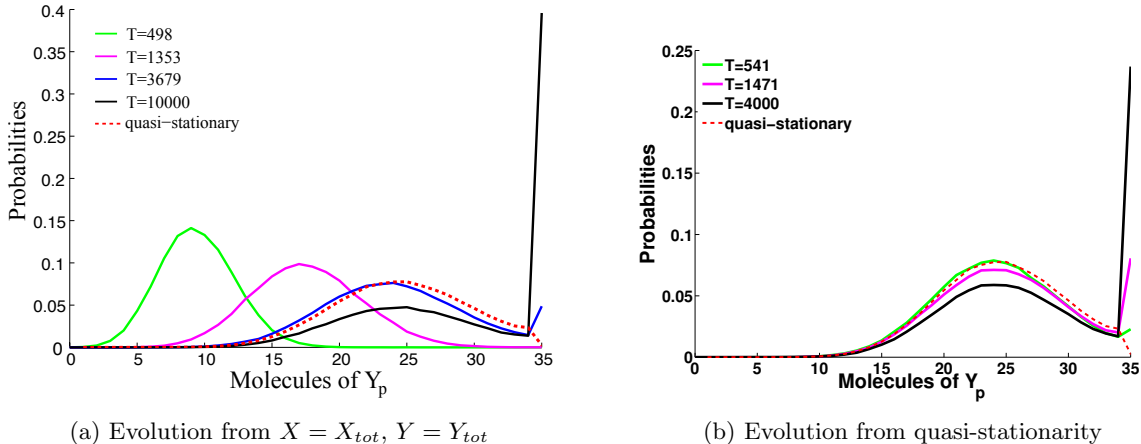 0.4
0.35
0.3
0.25
0.2
0.15
0.1
0.05
0
Probabilities
T=498
T=1353
T=3679
T=10000
quasi−stationary
0 5 10 15 20 25 30 35
Molecules of Yp
(a) Evolution from X = Xtot, Y = Ytot
0.25
0.2
0.15
0.1
0.05
0
Probabilities
T=541
T=1471
T=4000
quasi−stationary
0 5 10 15 20 25 30 35
Molecules of Yp
(b) Evolution from quasi-stationarity